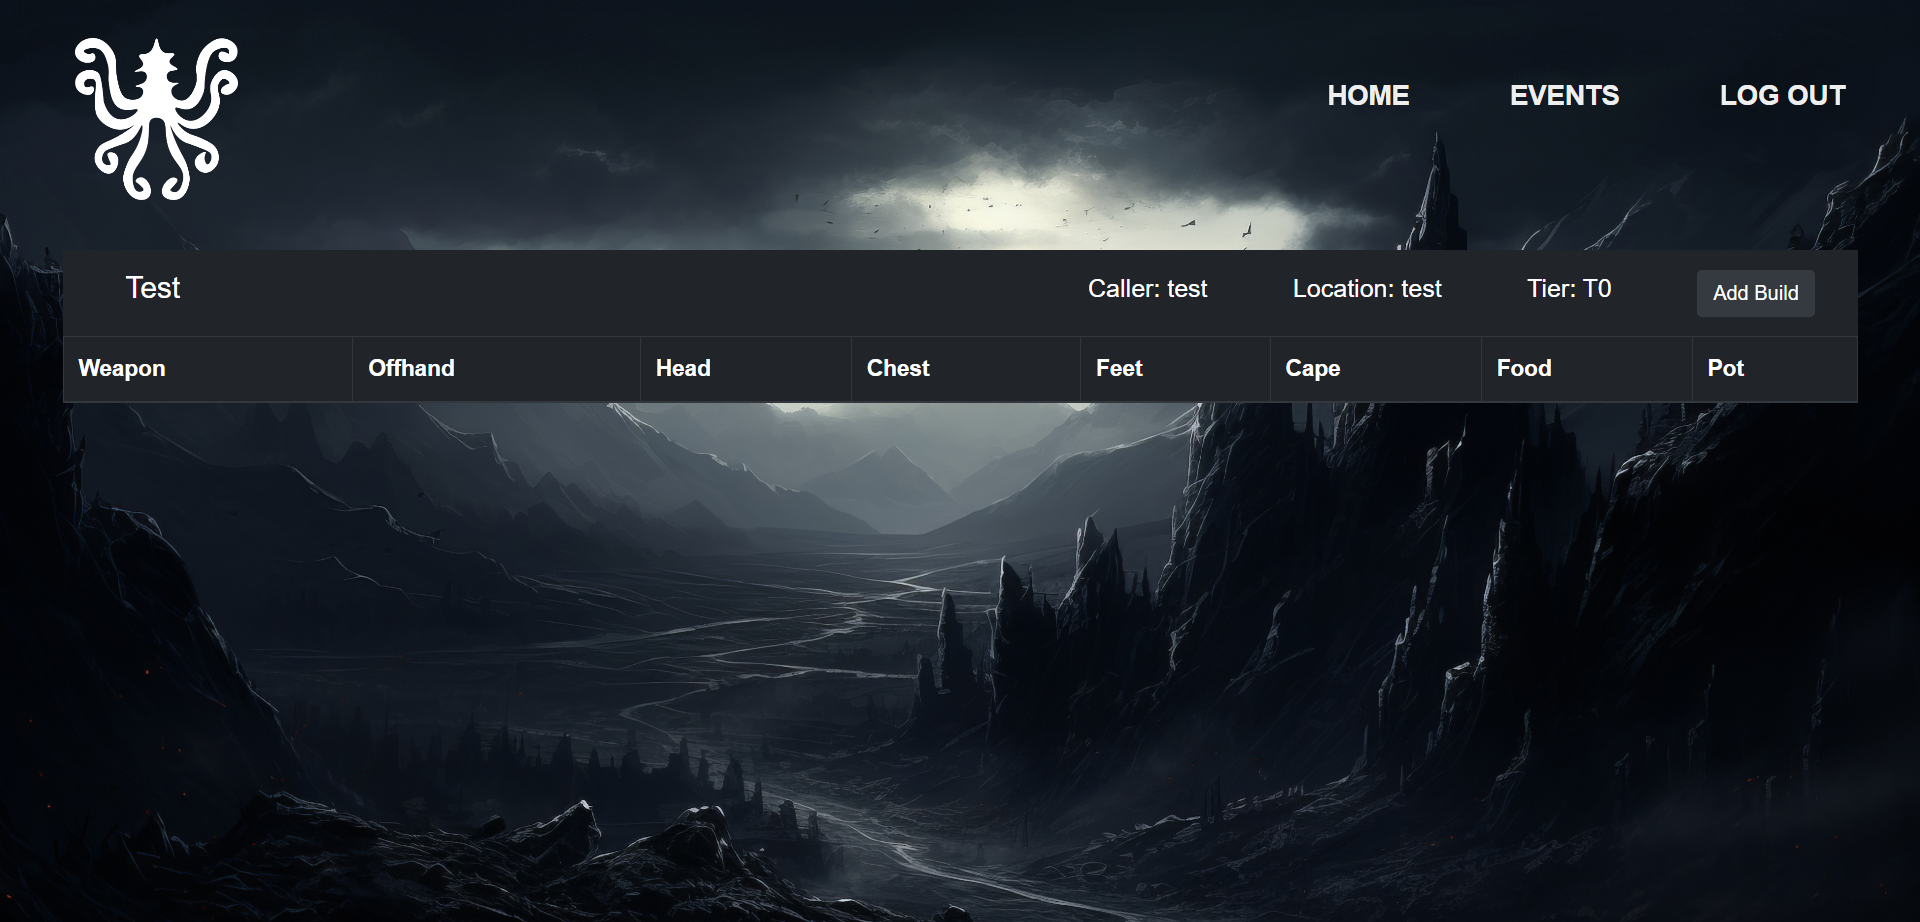 HOME EVENTS LOG OUT
Test Caller: test Location: test Tier: T0 Add Build
Weapon Offhand Head Chest Feet Cape Food Pot